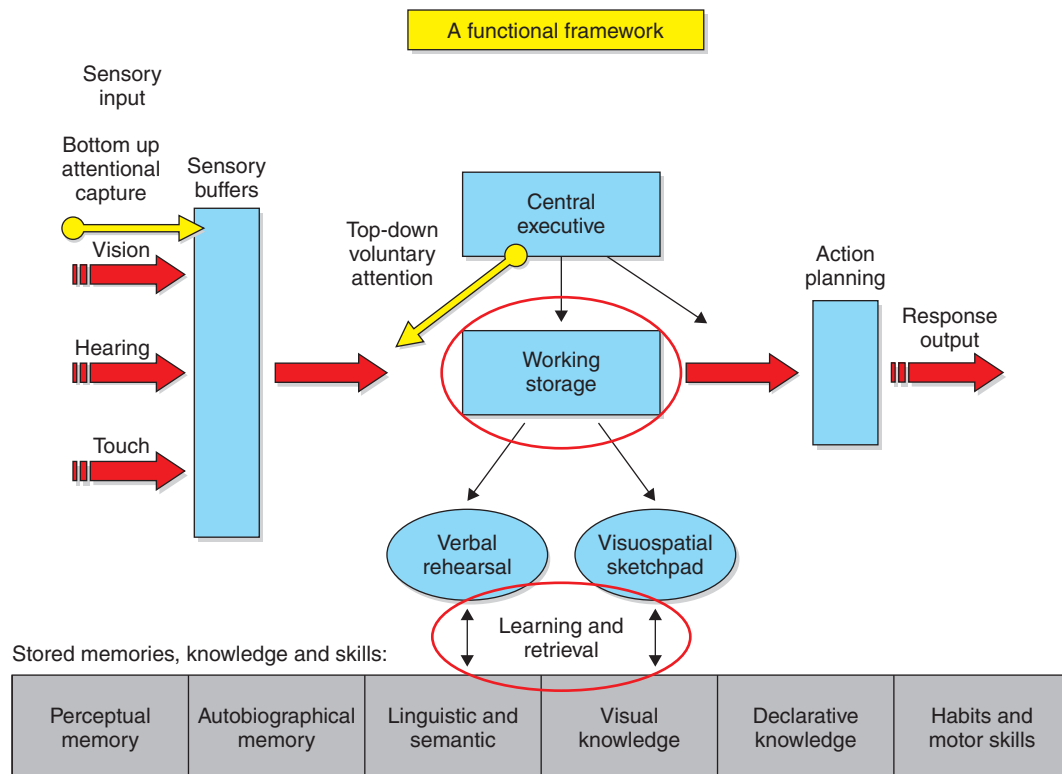 A functional framework
Sensory
input
Bottom up
attentional
capture
Sensory
buffers
Vision
Hearing
Touch
Top-down
voluntary
attention
Central
executive
Working
storage
Action
planning
Response
output
Verbal
rehearsal
Visuospatial
sketchpad
Learning and
retrieval
Stored memories, knowledge and skills:
Perceptual
memory
Autobiographical
memory
Linguistic and
semantic
Visual
knowledge
Declarative
knowledge
Habits and
motor skills